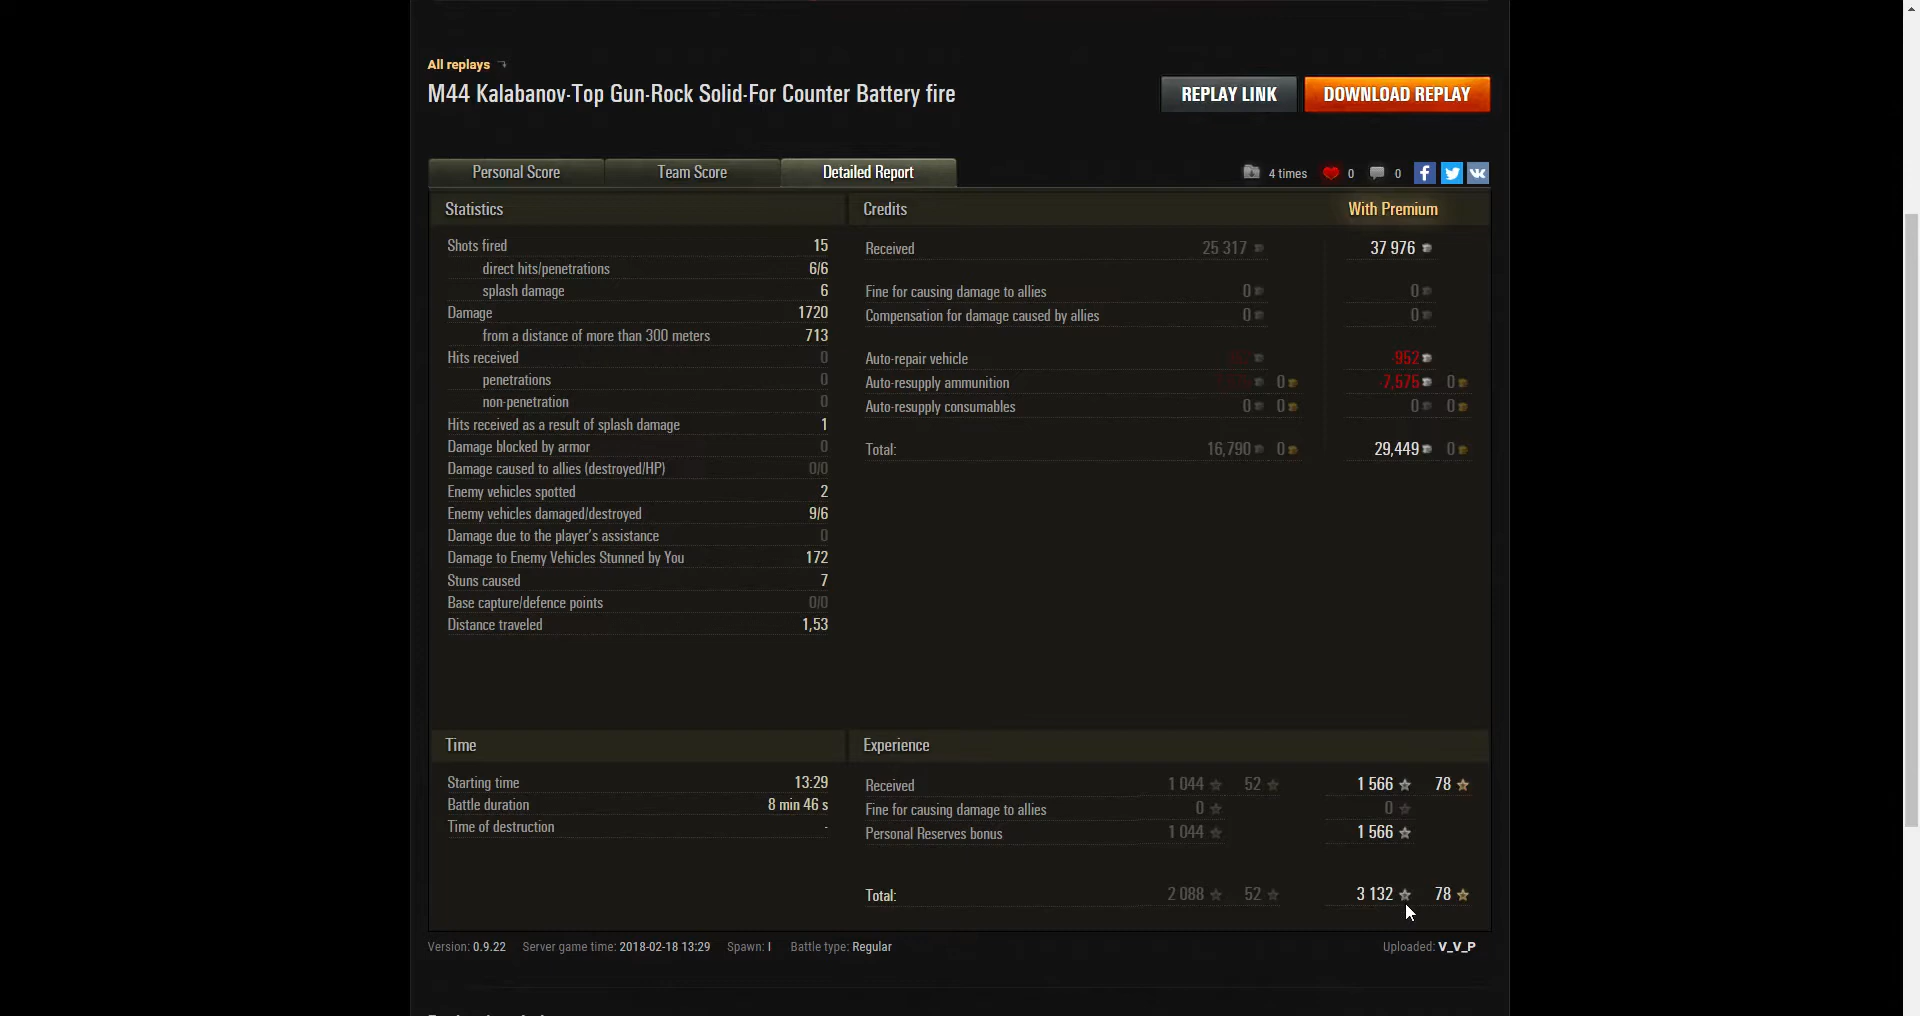 All replays
M44 Kalabanov-Top Gun-Rock Solid-For Counter Battery fire
REPLAY LINK
DOWNLOAD REPLAY
Personal Score Team Score Detailed Report
4 times 0 0
Statistics
Shots fired 15
direct hits/penetrations 6/6
splash damage 6
Damage 1720
from a distance of more than 300 meters 713
Hits received 0
penetrations 0
non-penetration 0
Hits received as a result of splash damage 1
Damage blocked by armor 0
Damage caused to allies (destroyed/HP) 0/0
Enemy vehicles spotted 2
Enemy vehicles damaged/destroyed 9/6
Damage due to the player's assistance 0
Damage to Enemy Vehicles Stunned by You 172
Stuns caused 7
Base capture/defence points 0/0
Distance traveled 1,53
Credits With Premium
Received 25 317 37 976
Fine for causing damage to allies 0 0
Compensation for damage caused by allies 0 0
Auto-repair vehicle -952
Auto-resupply ammunition 0 -7,575 0
Auto-resupply consumables 0 0 0 0
Total: 16,790 0 29,449 0
Time
Starting time 13:29
Battle duration 8 min 46 s
Time of destruction -
Experience
Received 1 044 52 1 566 78
Fine for causing damage to allies 0 0
Personal Reserves bonus 1 044 1 566
Total: 2 088 52 3 132 78
Version: 0.9.22 Server game time: 2018-02-18 13:29 Spawn: I Battle type: Regular
Uploaded: V_V_P